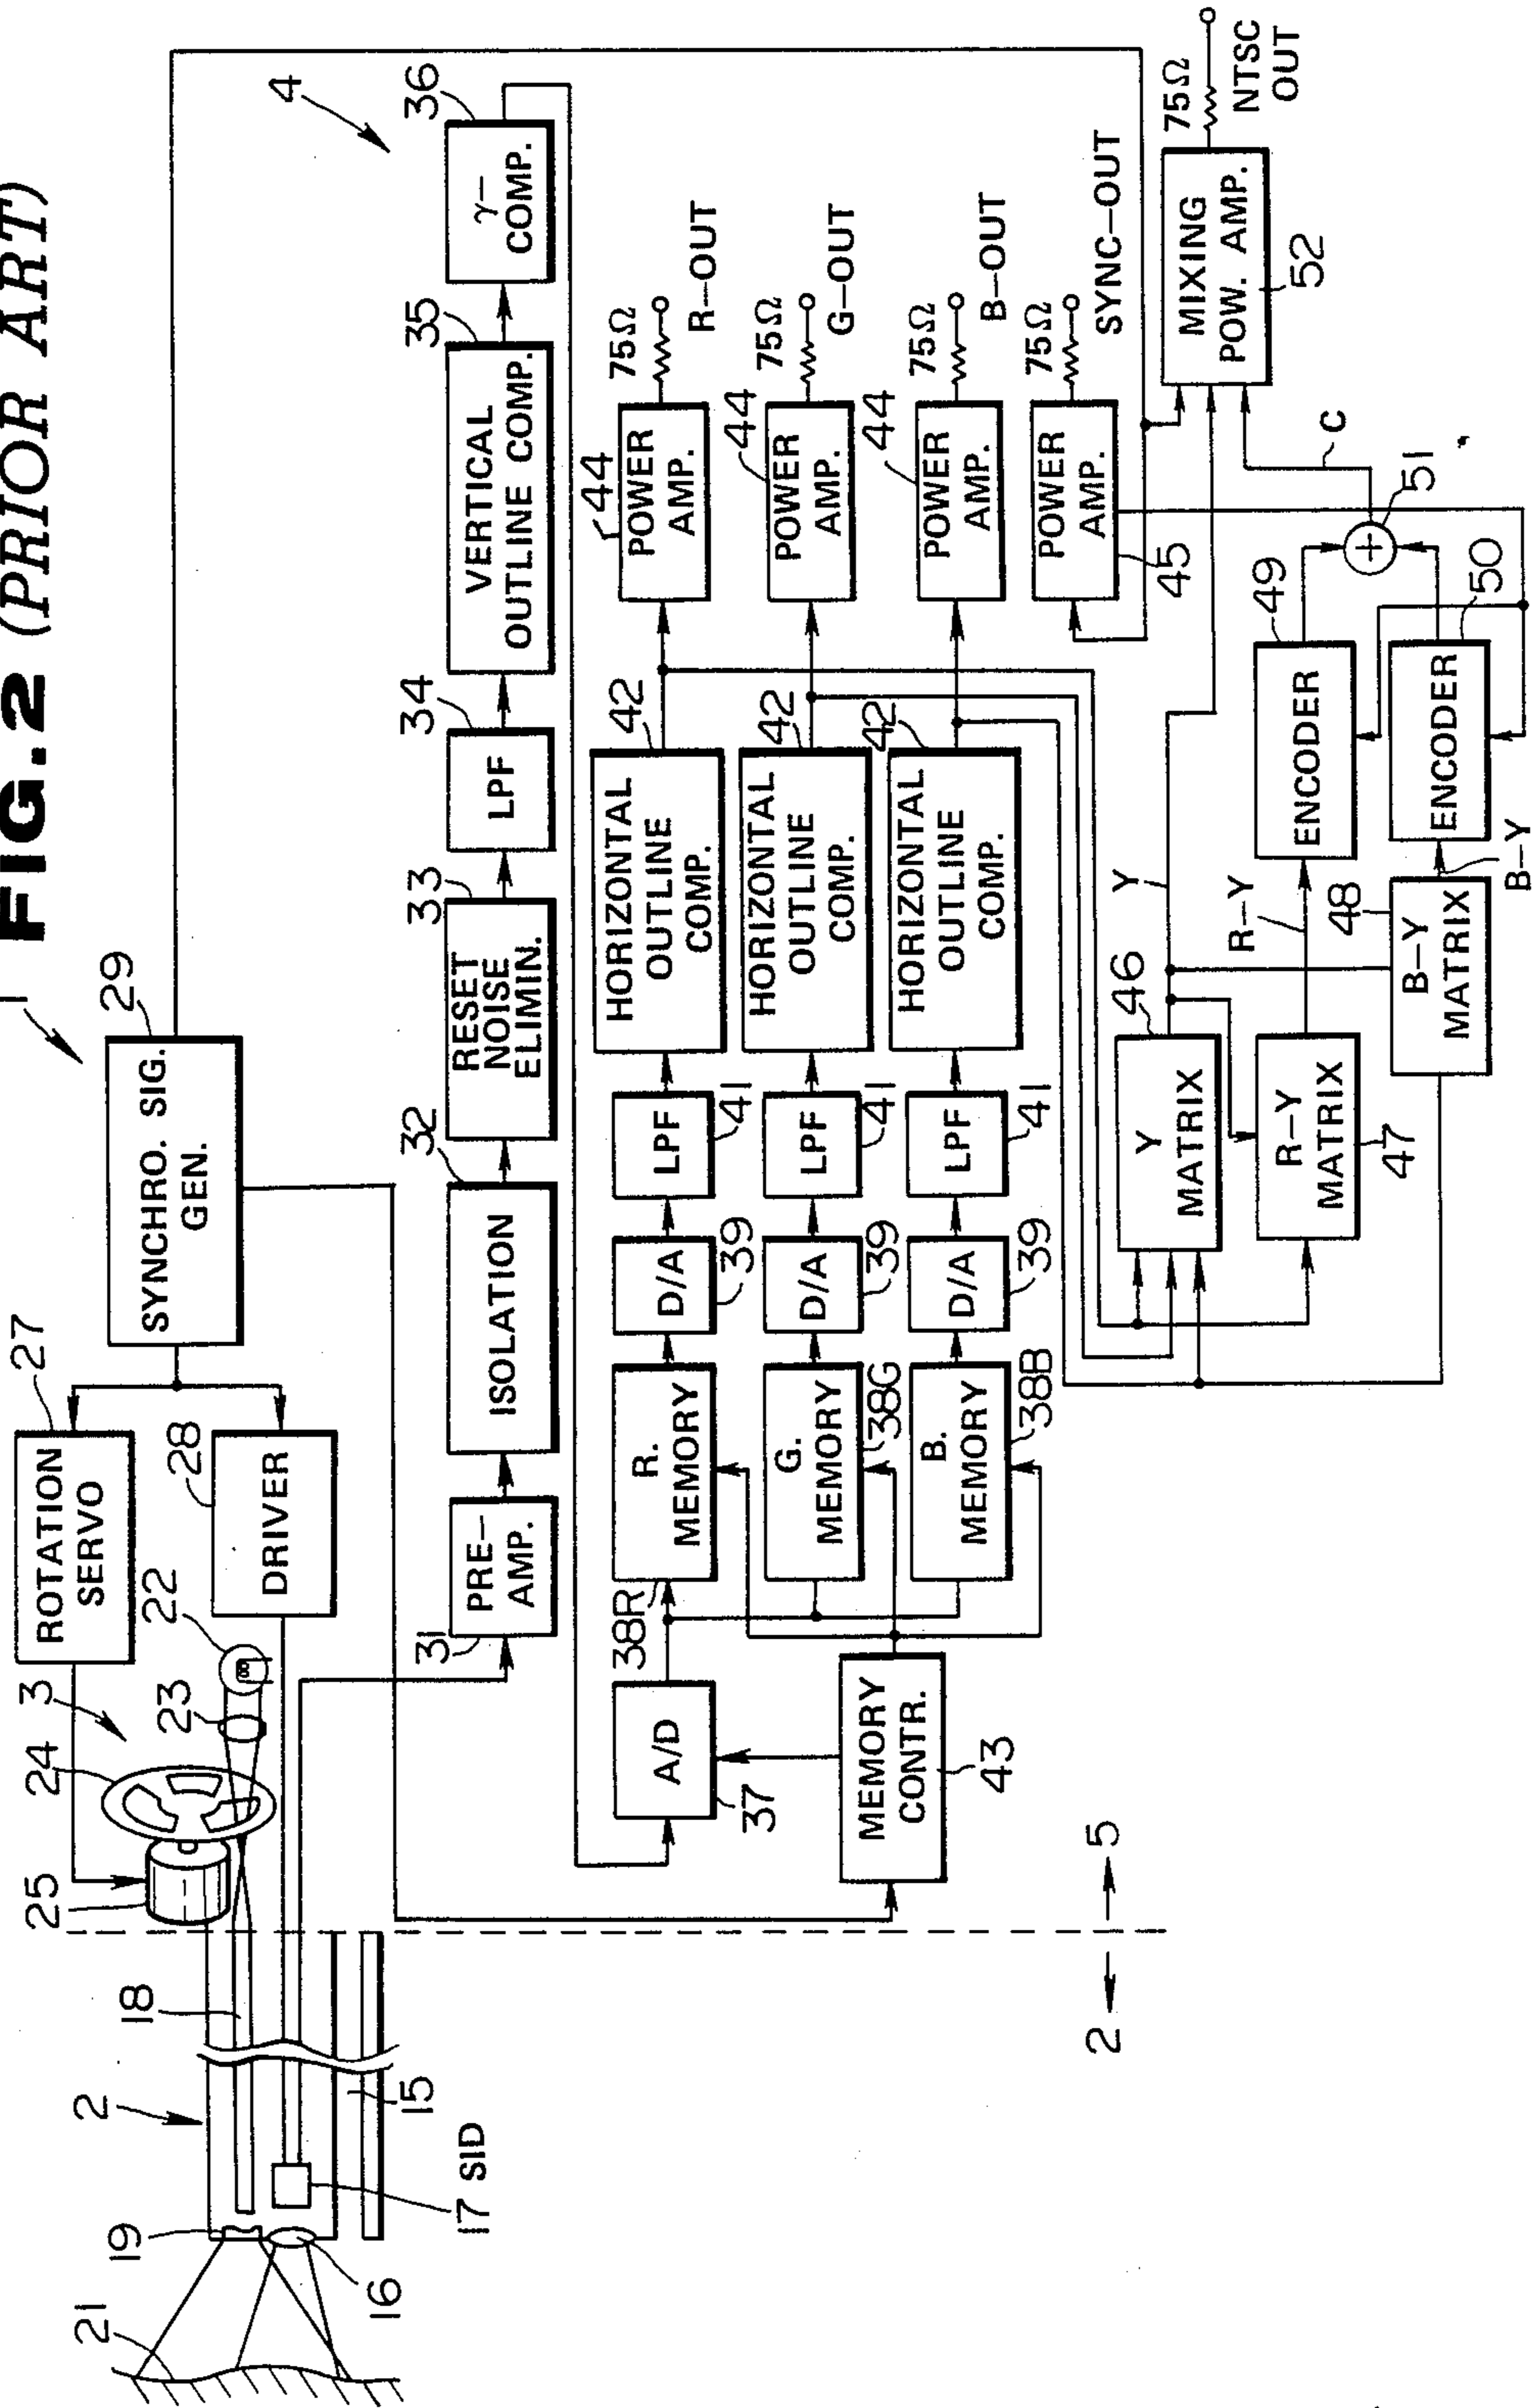 FIG.2 (PRIOR ART)
1
29
SYNCHRO. SIG.
GEN.
27
ROTATION
SERVO
28
DRIVER
22
3
23
24
25
18
2
19
21
16
17 SID
15
4
31
PRE–
AMP.
32
ISOLATION
33
RESET
NOISE
ELIMIN.
34
LPF
35
VERTICAL
OUTLINE COMP.
36
γ–
COMP.
A/D
37
MEMORY
CONTR.
43
38R
R.
MEMORY
D/A
39
LPF
41
HORIZONTAL
OUTLINE
COMP.
42
44
POWER
AMP.
75Ω
R–OUT
G.
MEMORY
38G
D/A
39
LPF
41
HORIZONTAL
OUTLINE
COMP.
42
44
POWER
AMP.
75Ω
G–OUT
B.
MEMORY
38B
D/A
39
LPF
41
HORIZONTAL
OUTLINE
COMP.
42
44
POWER
AMP.
75Ω
B–OUT
POWER
AMP.
45
75Ω
SYNC–OUT
MIXING
POW. AMP.
52
75Ω
NTSC
OUT
Y
MATRIX
46
Y
R–Y
MATRIX
47
R–Y
ENCODER
49
B–Y
MATRIX
48
B–Y
ENCODER
50
+
51
C
2
5